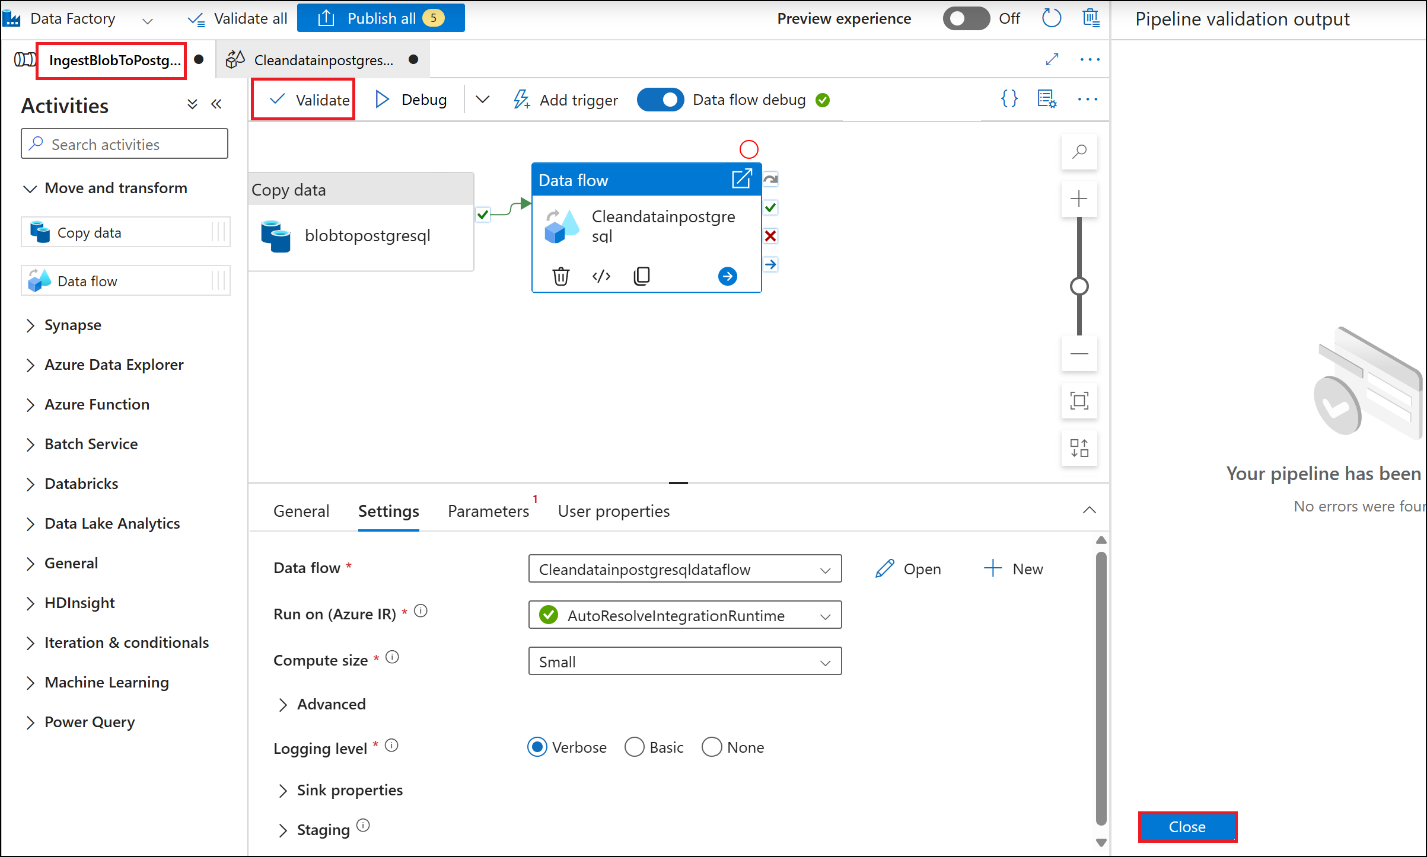 Data Factory
Validate all
Publish all 5
Preview experience
Off
Pipeline validation output
IngestBlobToPostg...
Cleandatainpostgres...
Activities
Validate
Debug
Add trigger
Data flow debug
Search activities
Move and transform
Copy data
Data flow
Synapse
Azure Data Explorer
Azure Function
Batch Service
Databricks
Data Lake Analytics
General
HDInsight
Iteration & conditionals
Machine Learning
Power Query
Copy data
blobtopostgresql
Data flow
Cleandatainpostgre
sql
General
Settings
Parameters 1
User properties
Data flow *
Cleandatainpostgresqldataflow
Open
New
Run on (Azure IR) *
AutoResolveIntegrationRuntime
Compute size *
Small
Advanced
Logging level *
Verbose
Basic
None
Sink properties
Staging
Your pipeline has been
No errors were four
Close